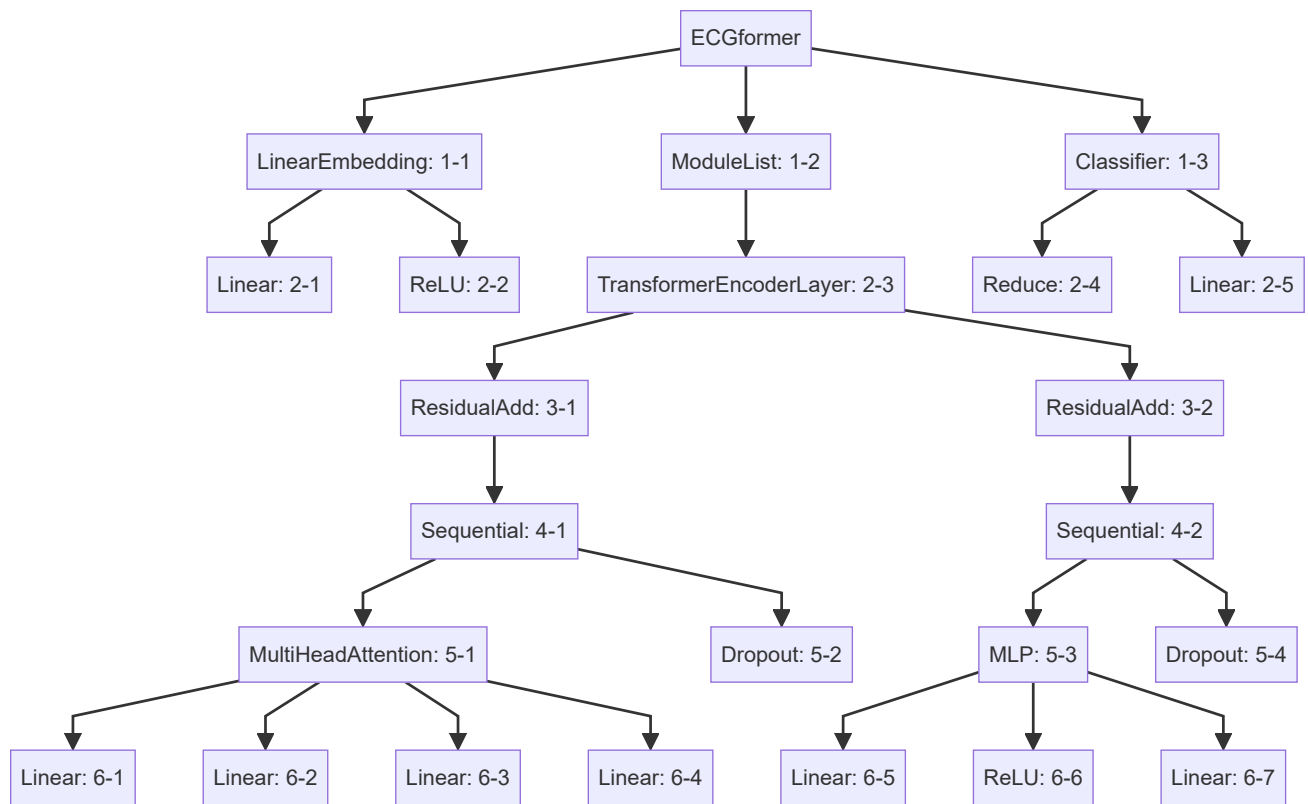 ECGformer
LinearEmbedding: 1-1
ModuleList: 1-2
Classifier: 1-3
Linear: 2-1
ReLU: 2-2
TransformerEncoderLayer: 2-3
Reduce: 2-4
Linear: 2-5
ResidualAdd: 3-1
ResidualAdd: 3-2
Sequential: 4-1
Sequential: 4-2
MultiHeadAttention: 5-1
Dropout: 5-2
MLP: 5-3
Dropout: 5-4
Linear: 6-1
Linear: 6-2
Linear: 6-3
Linear: 6-4
Linear: 6-5
ReLU: 6-6
Linear: 6-7